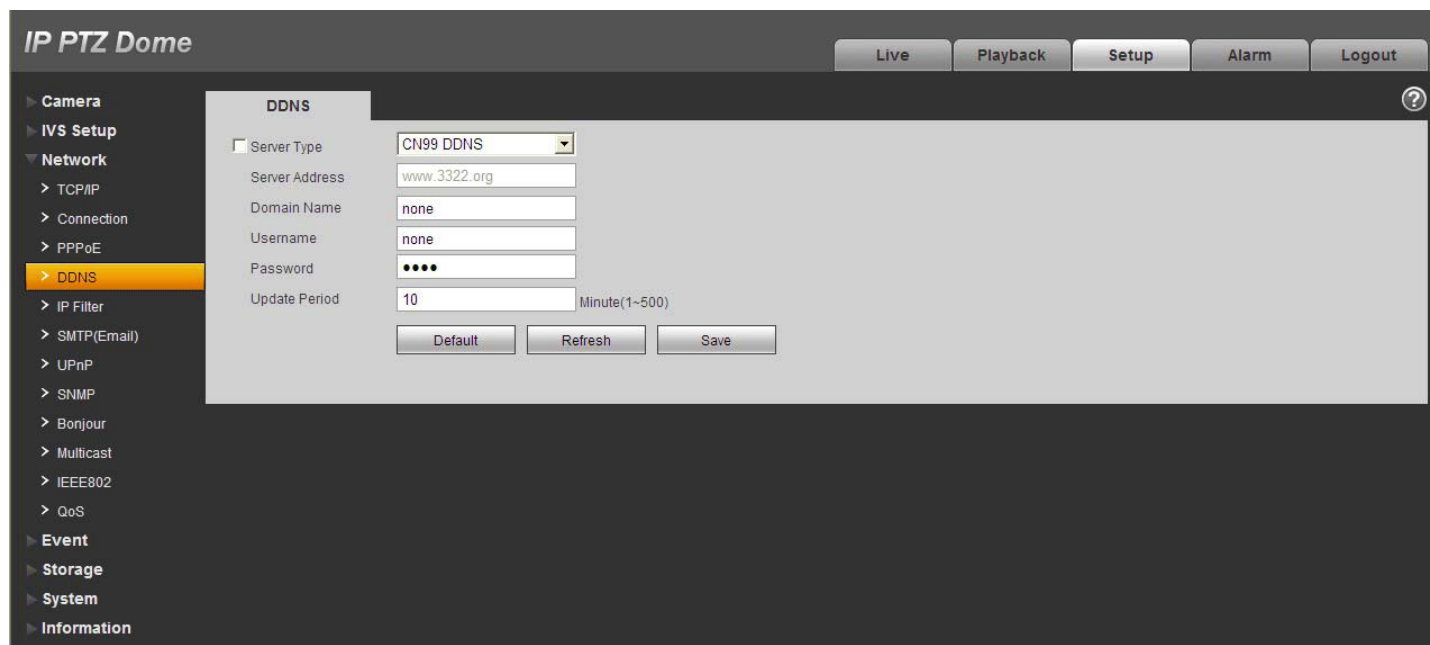 IP PTZ Dome
Live Playback Setup Alarm Logout
Camera
IVS Setup
Network
TCP/IP
Connection
PPPoE
DDNS
IP Filter
SMTP(Email)
UPnP
SNMP
Bonjour
Multicast
IEEE802
QoS
Event
Storage
System
Information
DDNS
?
Server Type CN99 DDNS
Server Address www.3322.org
Domain Name none
Username none
Password ••••
Update Period 10 Minute(1~500)
Default Refresh Save